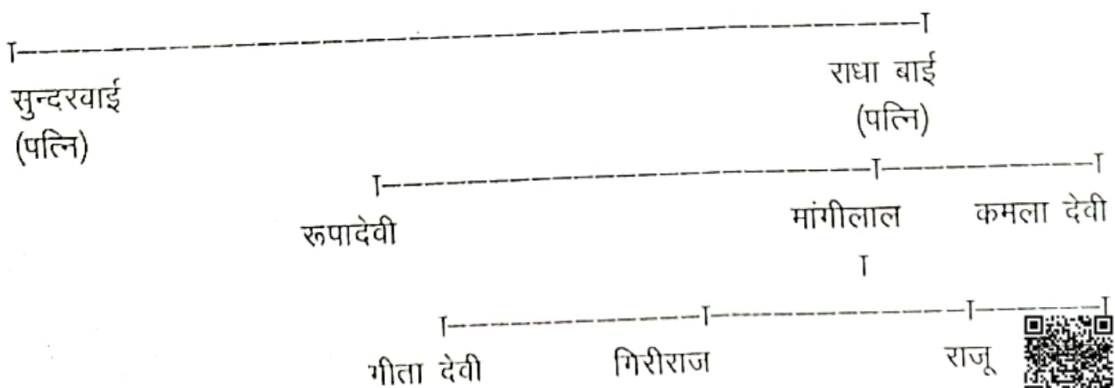 सुन्दरवाई राधा बाई
(पत्नि) (पत्नि)
रूपादेवी मांगीलाल कमला देवी
गीता देवी गिरीराज राजू